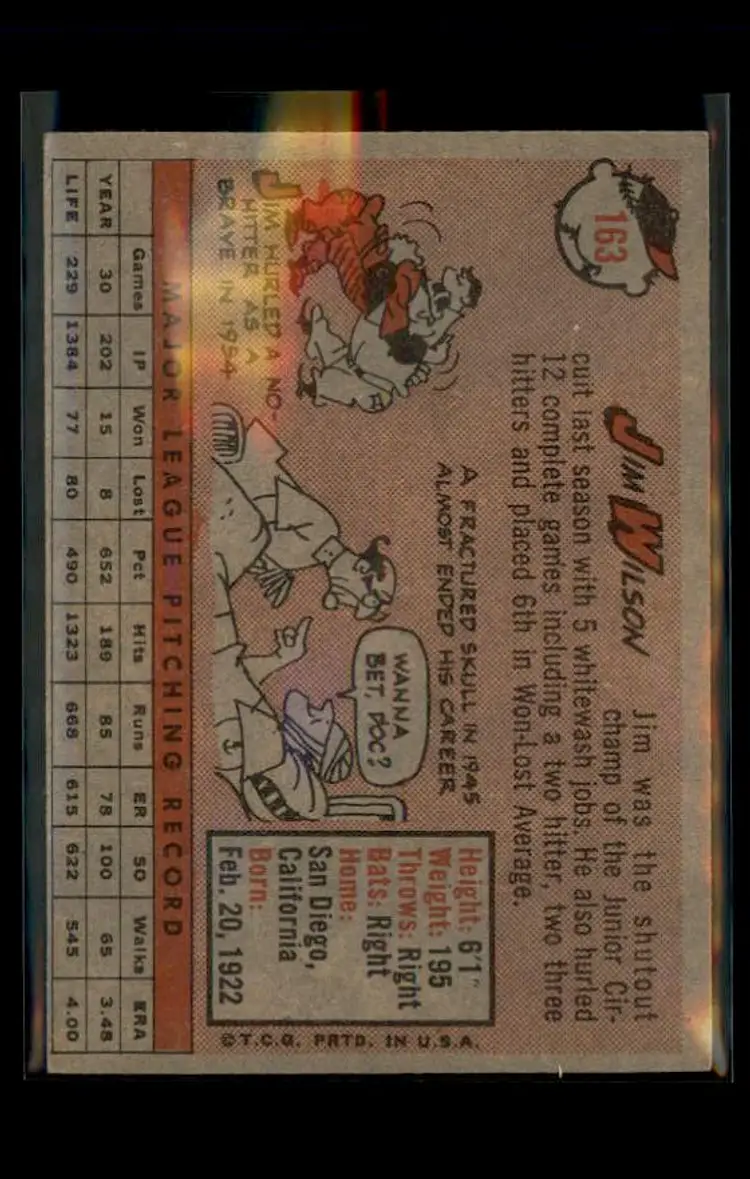 163
JIM WILSON
Jim was the shutout
champ of the Junior Cir-
cuit last season with 5 whitewash jobs. He also hurled
12 complete games including a two hitter, two three
hitters and placed 6th in Won-Lost Average.
JIM HURLED A NO-
HITTER AS A
BRAVE IN 1954
A FRACTURED SKULL IN 1945
ALMOST ENDED HIS CAREER
WANNA
BET, DOC?
Height: 6'1"
Weight: 195
Throws: Right
Bats: Right
Home:
San Diego,
California
Born:
Feb. 20, 1922
©T.C.G. PRTD. IN U.S.A.
MAJOR LEAGUE PITCHING RECORD
Games IP Won Lost Pct Hits Runs ER SO Walks ERA
YEAR 30 202 15 8 652 189 85 78 100 65 3.48
LIFE 229 1384 77 80 490 1323 668 615 622 545 4.00